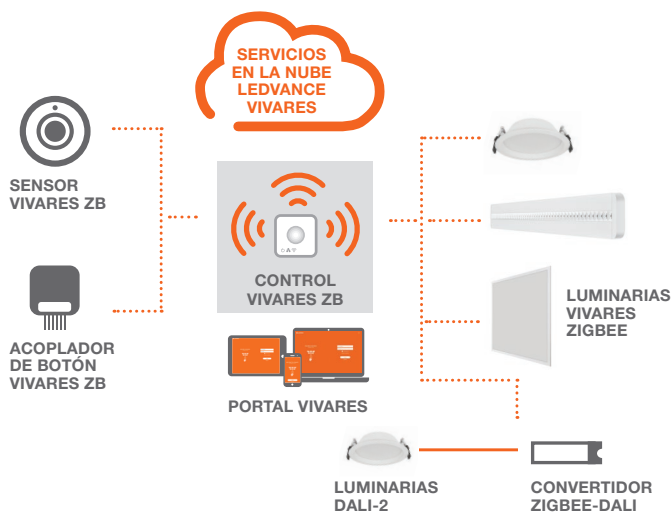 SERVICIOS
EN LA NUBE
LEDVANCE
VIVARES
SENSOR
VIVARES ZB
CONTROL
VIVARES ZB
ACOPLADOR
DE BOTÓN
VIVARES ZB
LUMINARIAS
VIVARES
ZIGBEE
PORTAL VIVARES
LUMINARIAS
DALI-2
CONVERTIDOR
ZIGBEE-DALI